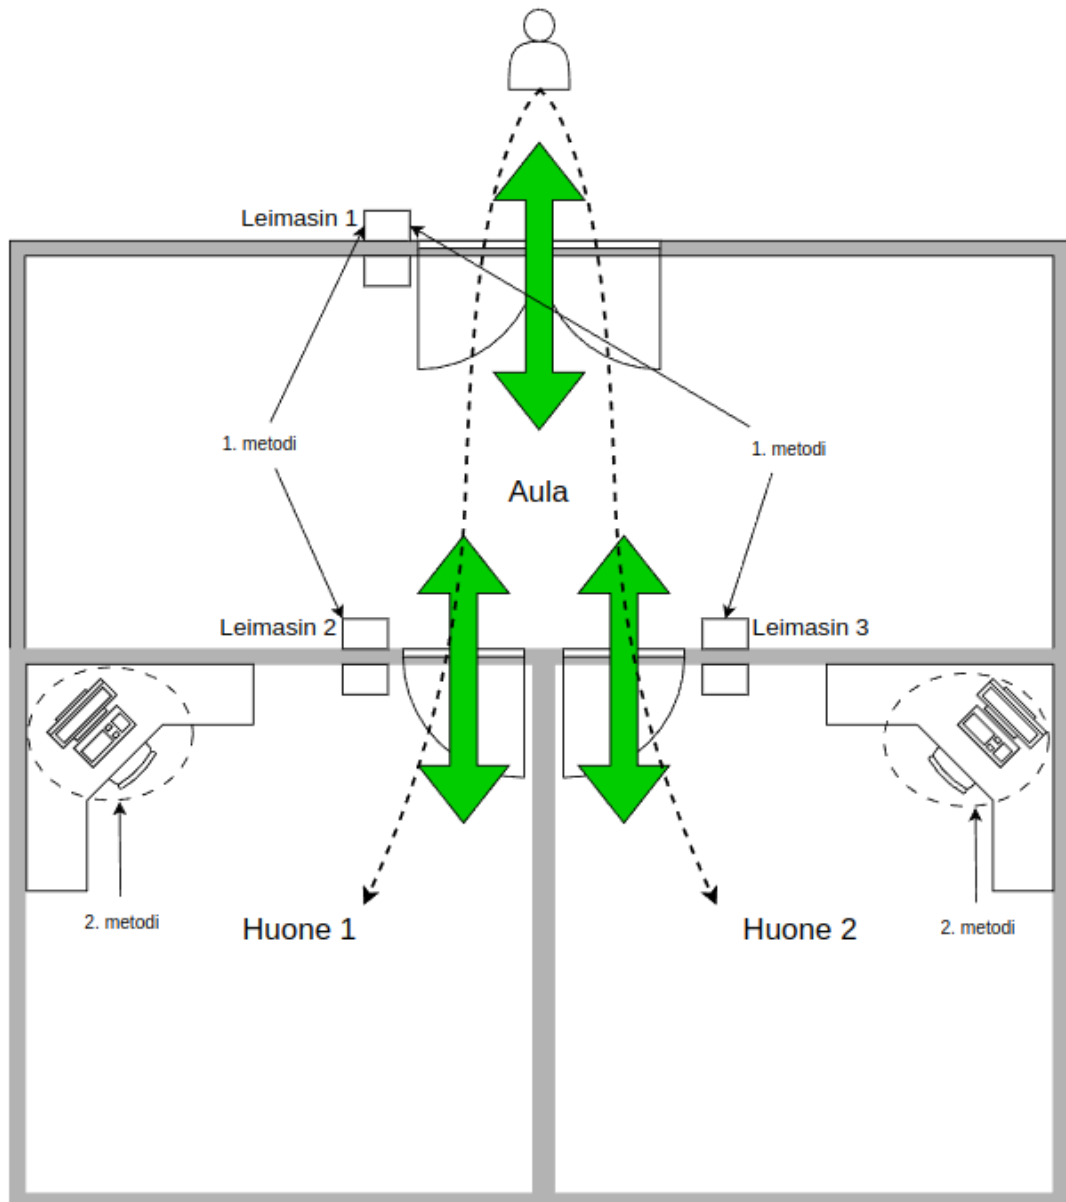 Leimasin 1
1. metodi
1. metodi
Aula
Leimasin 2
Leimasin 3
2. metodi
Huone 1
Huone 2
2. metodi